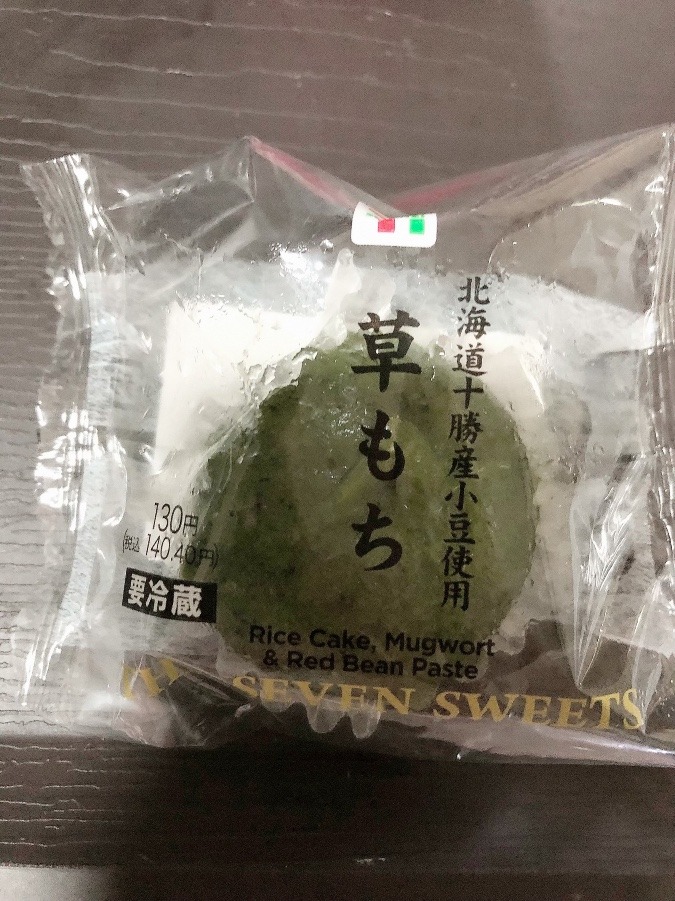 北海道十勝産小豆使用
草もち
130円
(税込 140.40円)
要冷蔵
Rice Cake, Mugwort
& Red Bean Paste
SEVEN SWEETS